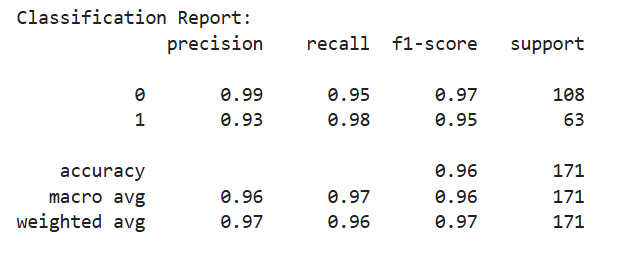 Classification Report:
precision recall f1-score support
0 0.99 0.95 0.97 108
1 0.93 0.98 0.95 63
accuracy 0.96 171
macro avg 0.96 0.97 0.96 171
weighted avg 0.97 0.96 0.97 171